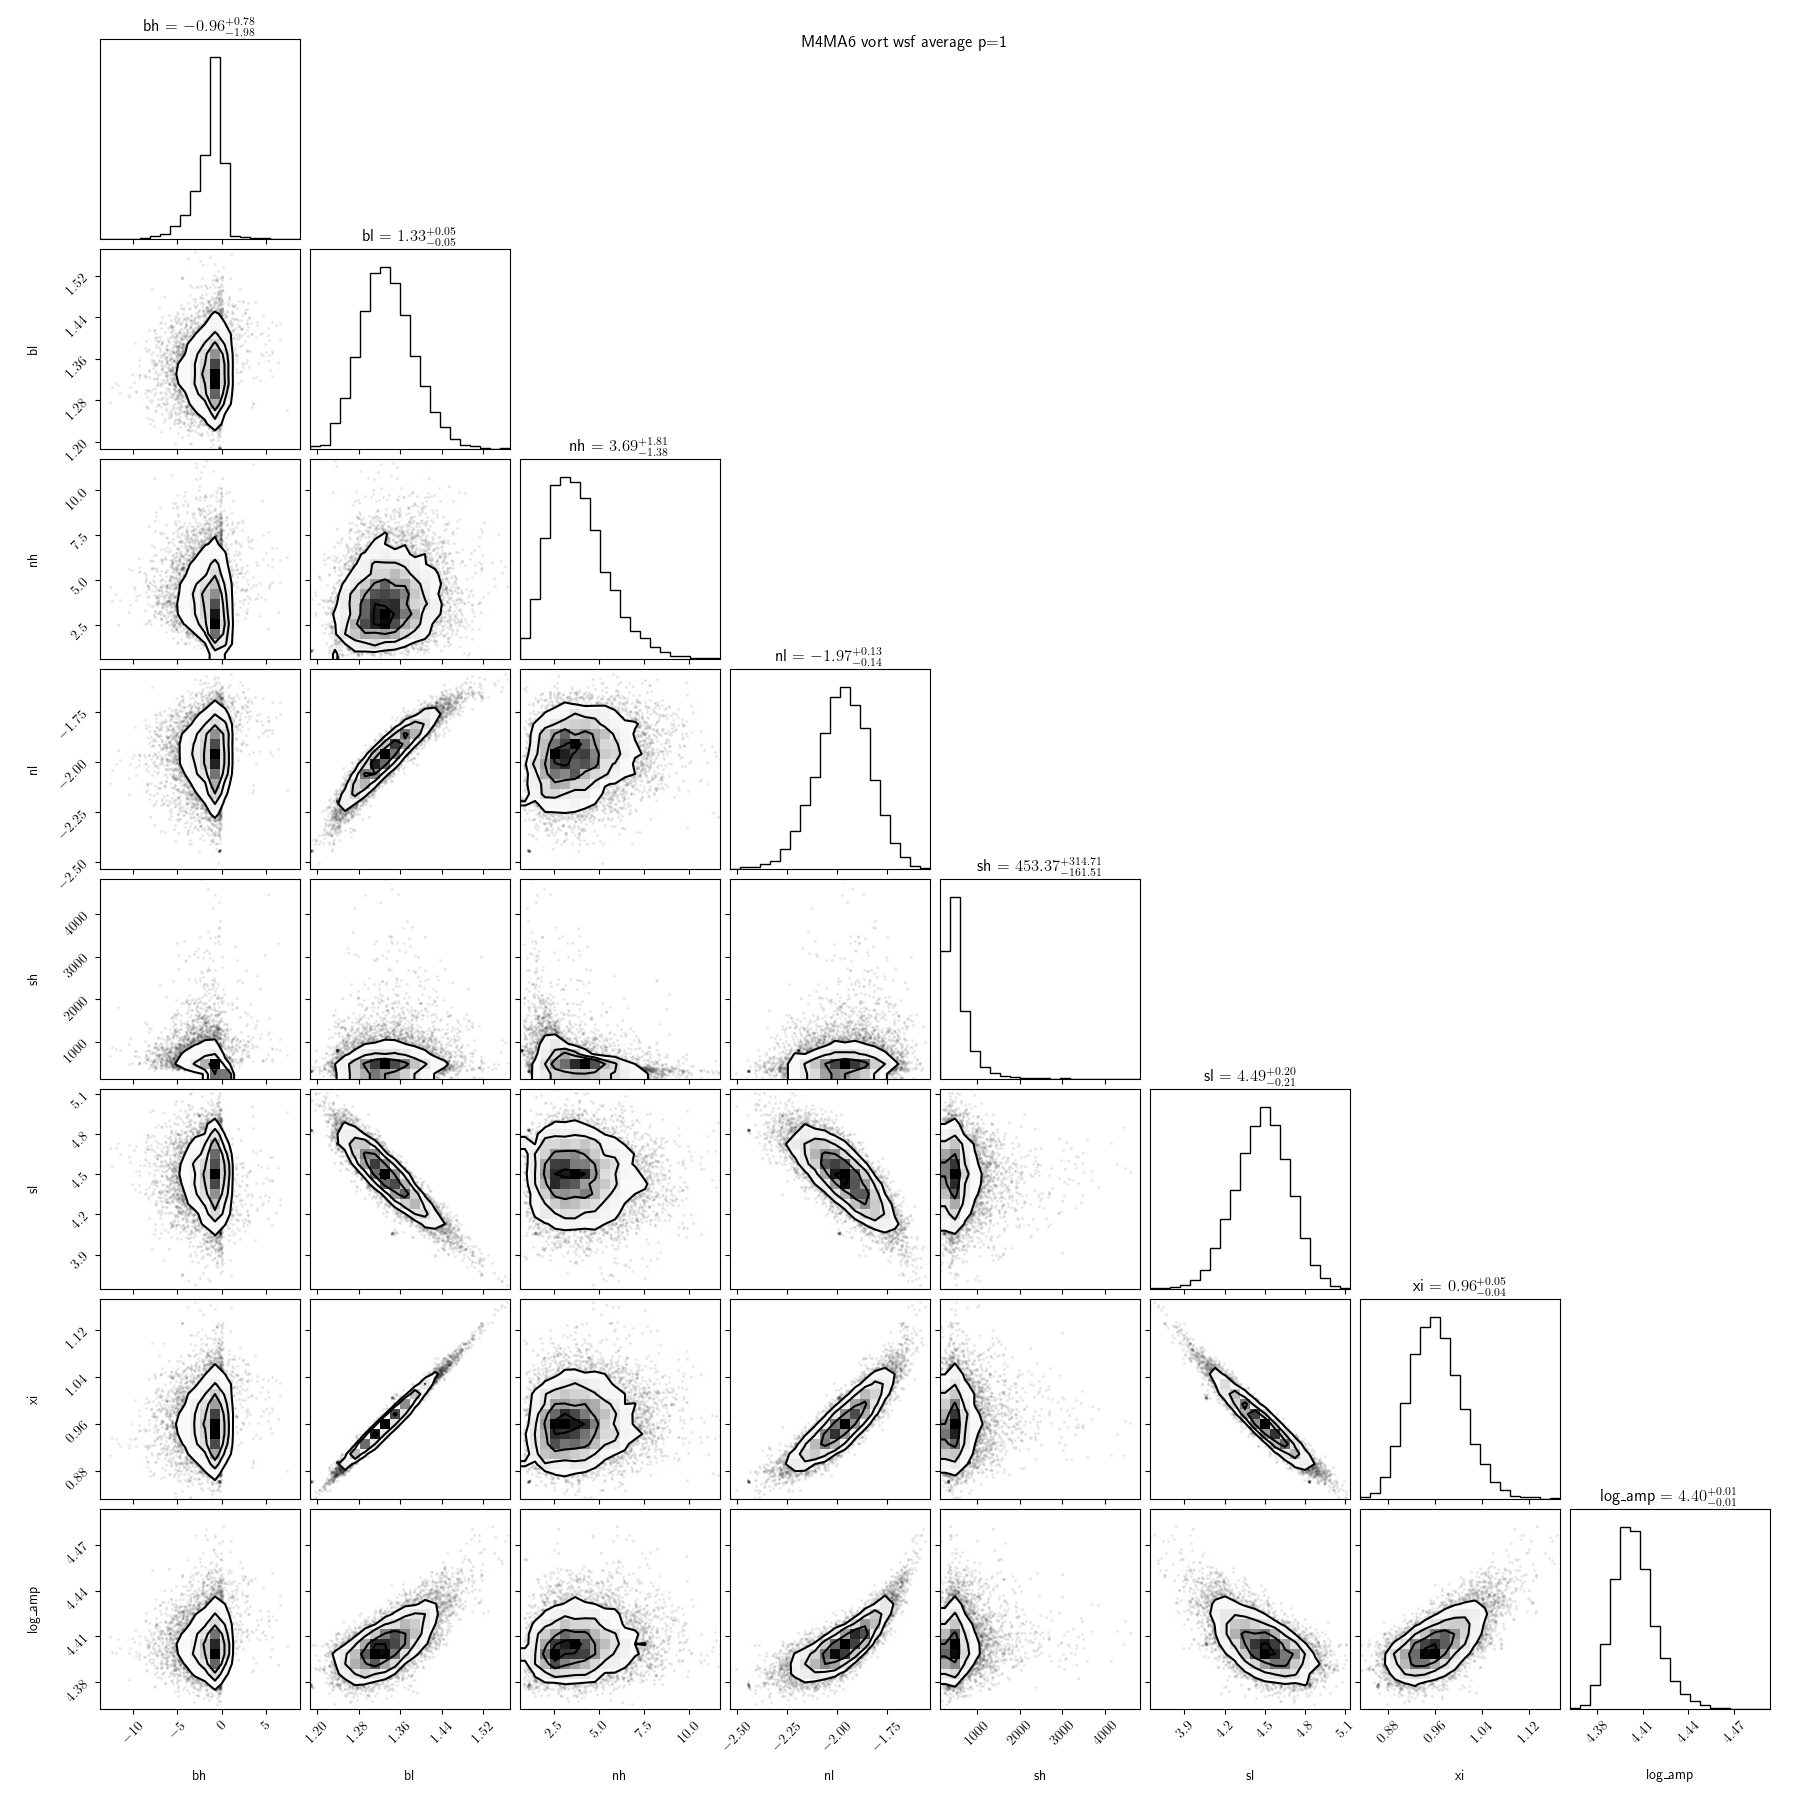 bh = −0.96+0.78−1.98
M4MA6 vort wsf average p=1
bl = 1.33+0.05−0.05
1.52
1.44
1.36
1.28
1.20
bl
nh = 3.69+1.81−1.38
10.0
7.5
5.0
2.5
nh
nl = −1.97+0.13−0.14
−1.75
−2.00
−2.25
−2.50
nl
sh = 453.37+314.71−161.51
4000
3000
2000
1000
sh
sl = 4.49+0.20−0.21
5.1
4.8
4.5
4.2
3.9
sl
xi = 0.96+0.05−0.04
1.12
1.04
0.96
0.88
xi
log_amp = 4.40+0.01−0.01
4.47
4.44
4.41
4.38
log_amp
−10 −5 0 5 1.20 1.28 1.36 1.44 1.52 2.5 5.0 7.5 10.0 −2.50 −2.25 −2.00 −1.75 1000 2000 3000 4000 3.9 4.2 4.5 4.8 5.1 0.88 0.96 1.04 1.12 4.38 4.41 4.44 4.47
bh bl nh nl sh sl xi log_amp